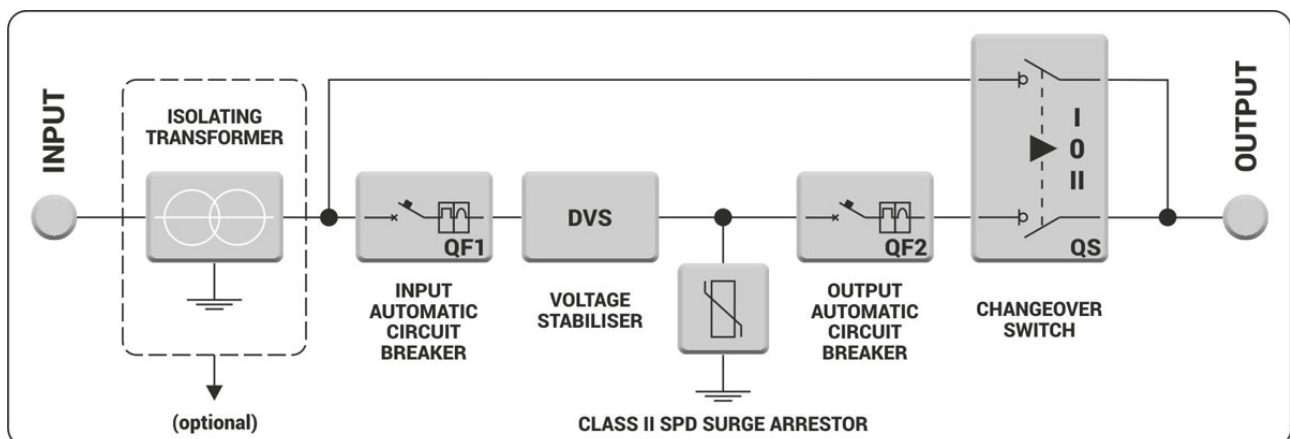 INPUT
ISOLATING
TRANSFORMER
(optional)
QF1
INPUT
AUTOMATIC
CIRCUIT
BREAKER
DVS
VOLTAGE
STABILISER
CLASS II SPD SURGE ARRESTOR
QF2
OUTPUT
AUTOMATIC
CIRCUIT
BREAKER
I
0
II
QS
CHANGEOVER
SWITCH
OUTPUT